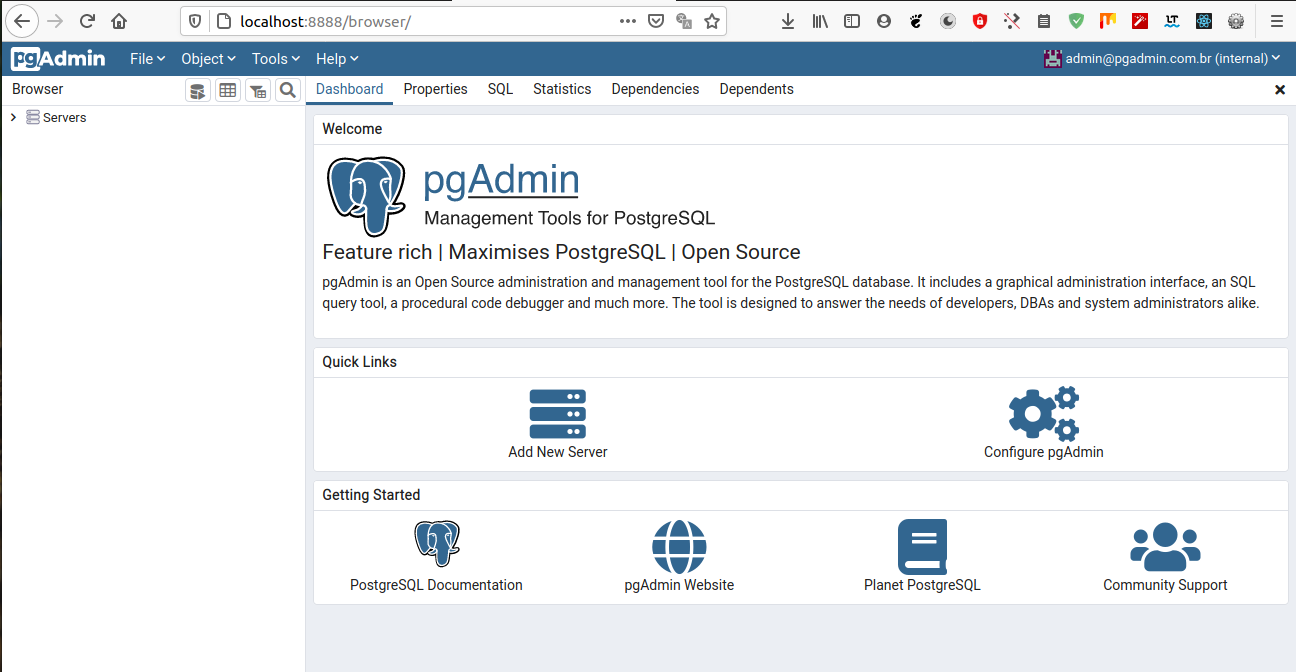 localhost:8888/browser/
pgAdmin File Object Tools Help admin@pgadmin.com.br (internal)
Browser
Dashboard Properties SQL Statistics Dependencies Dependents
Servers
Welcome
pgAdmin
Management Tools for PostgreSQL
Feature rich | Maximises PostgreSQL | Open Source
pgAdmin is an Open Source administration and management tool for the PostgreSQL database. It includes a graphical administration interface, an SQL
query tool, a procedural code debugger and much more. The tool is designed to answer the needs of developers, DBAs and system administrators alike.
Quick Links
Add New Server Configure pgAdmin
Getting Started
PostgreSQL Documentation pgAdmin Website Planet PostgreSQL Community Support